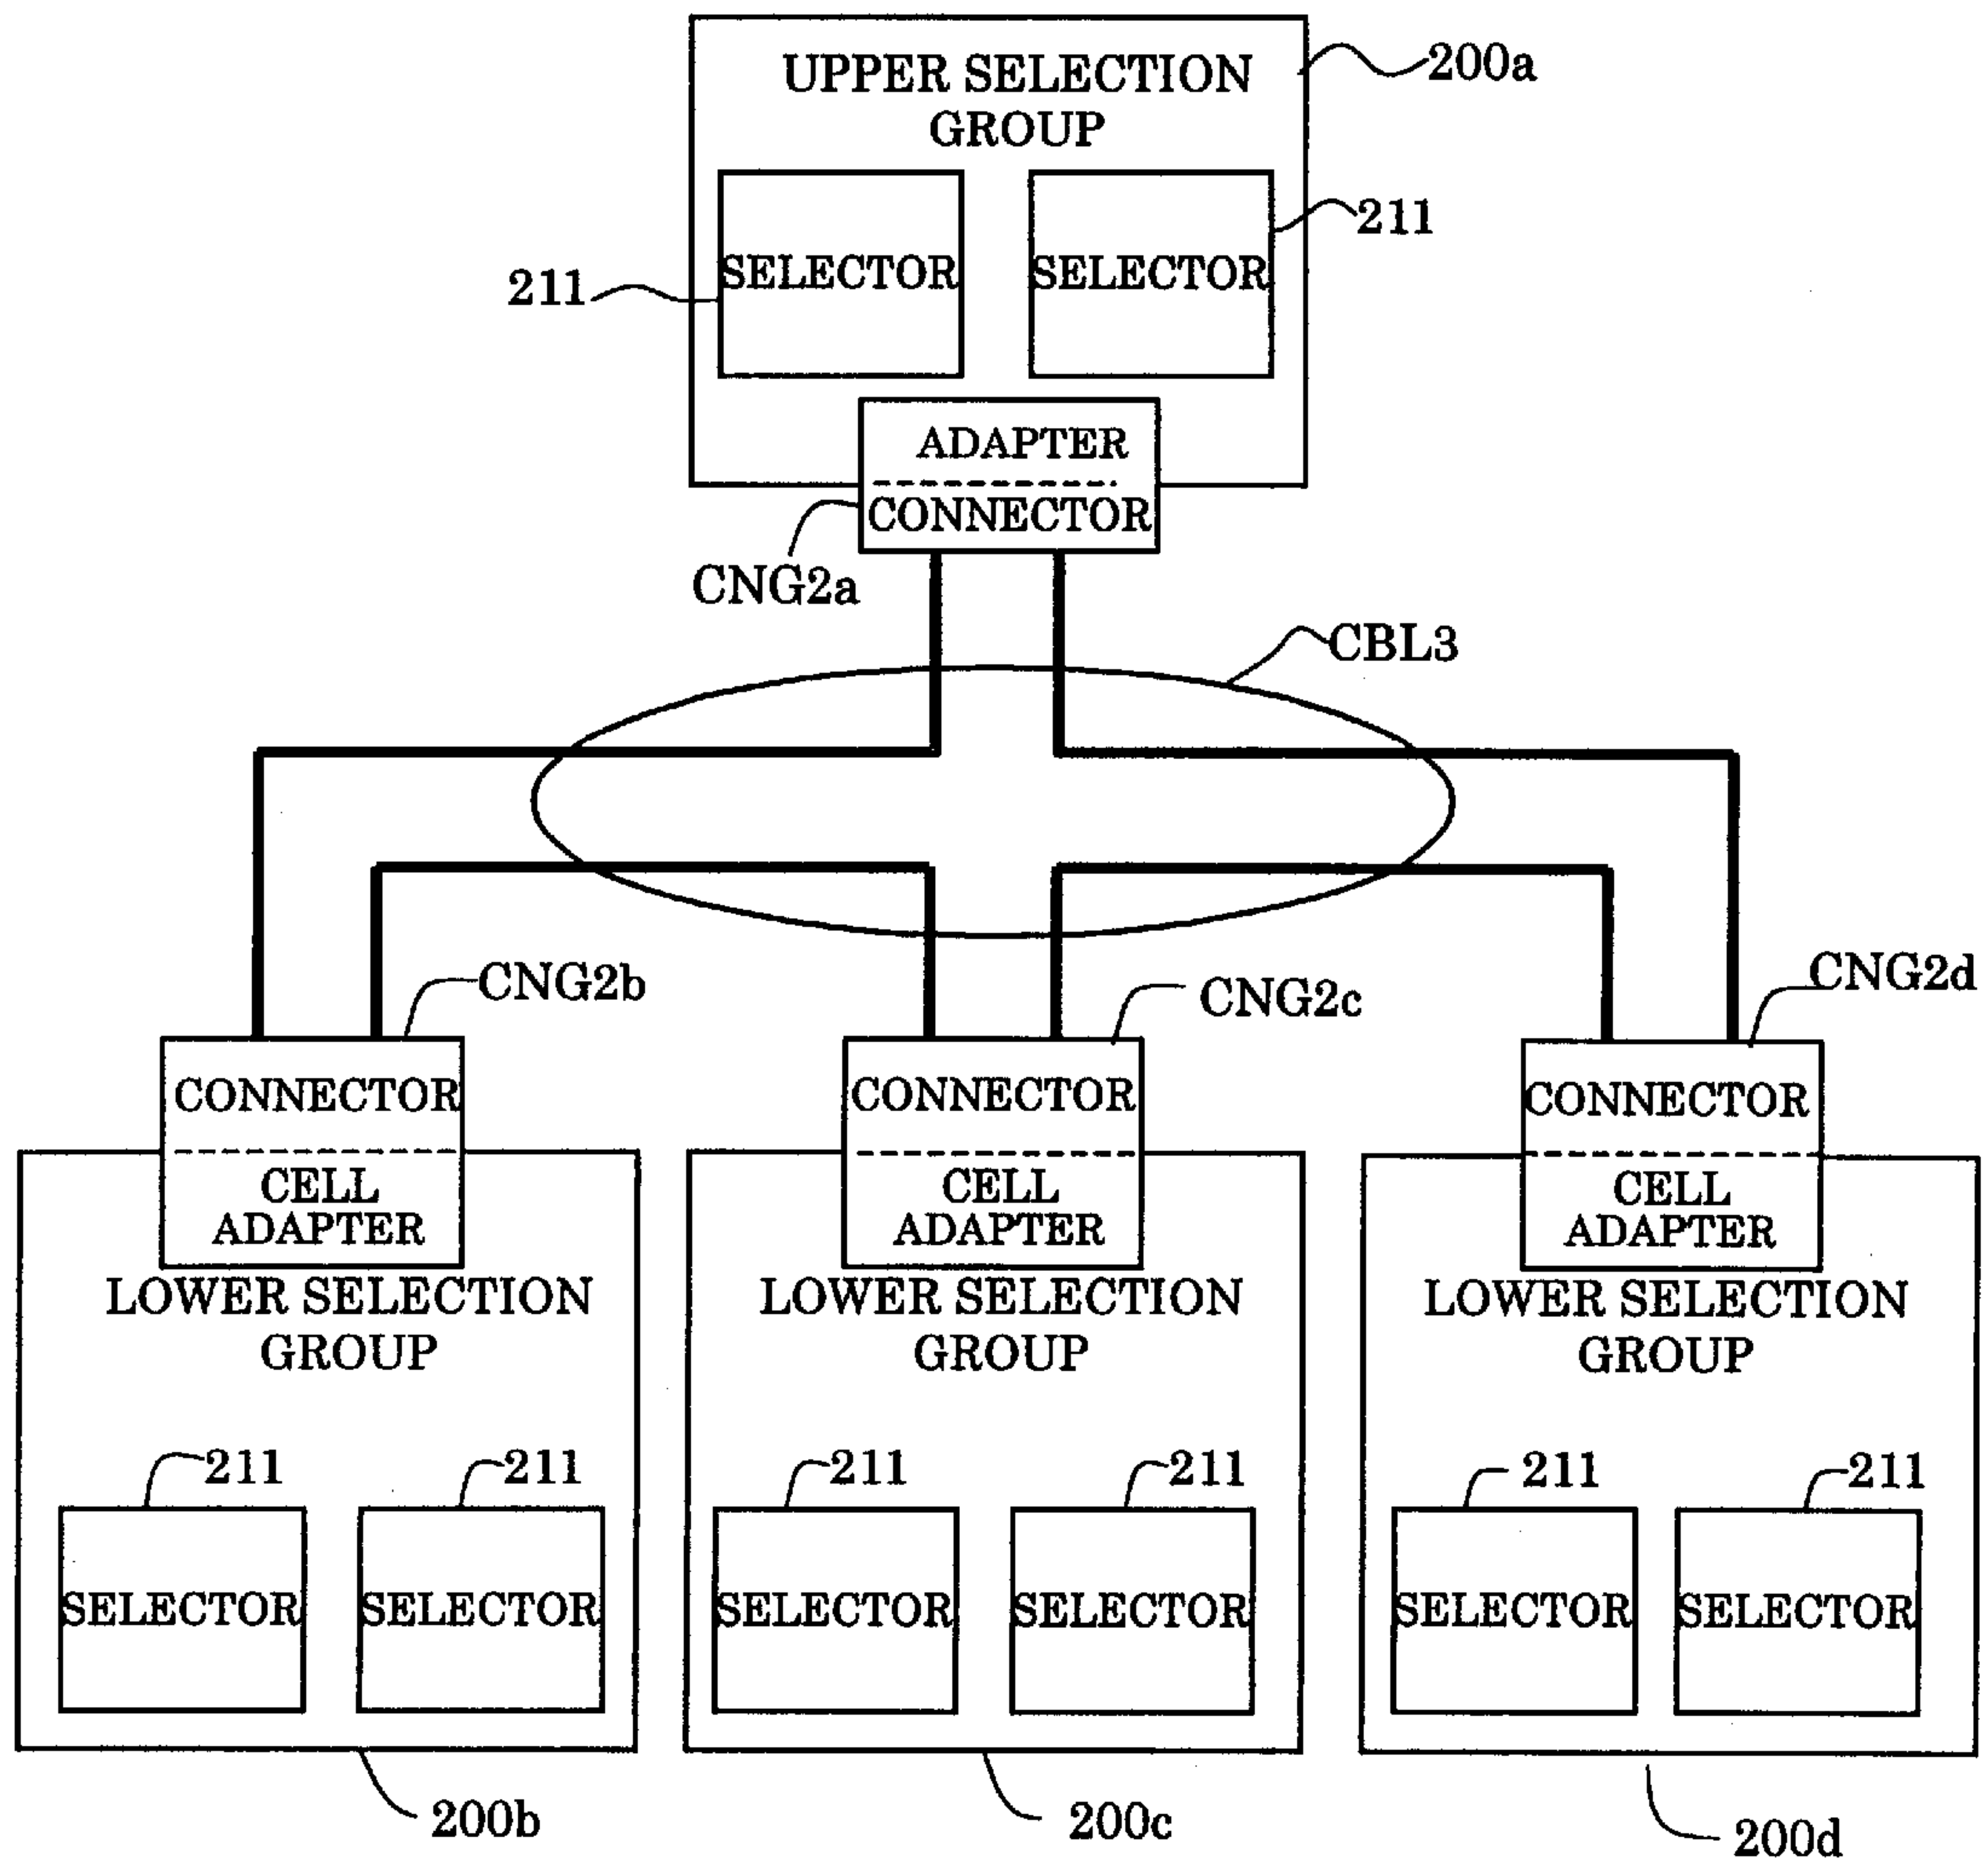 UPPER SELECTION
GROUP
200a
211
SELECTOR
SELECTOR
211
ADAPTER
CONNECTOR
CNG2a
CBL3
CNG2b
CNG2c
CNG2d
CONNECTOR
CELL
ADAPTER
LOWER SELECTION
GROUP
211
211
SELECTOR
SELECTOR
200b
CONNECTOR
CELL
ADAPTER
LOWER SELECTION
GROUP
211
211
SELECTOR
SELECTOR
200c
CONNECTOR
CELL
ADAPTER
LOWER SELECTION
GROUP
211
211
SELECTOR
SELECTOR
200d